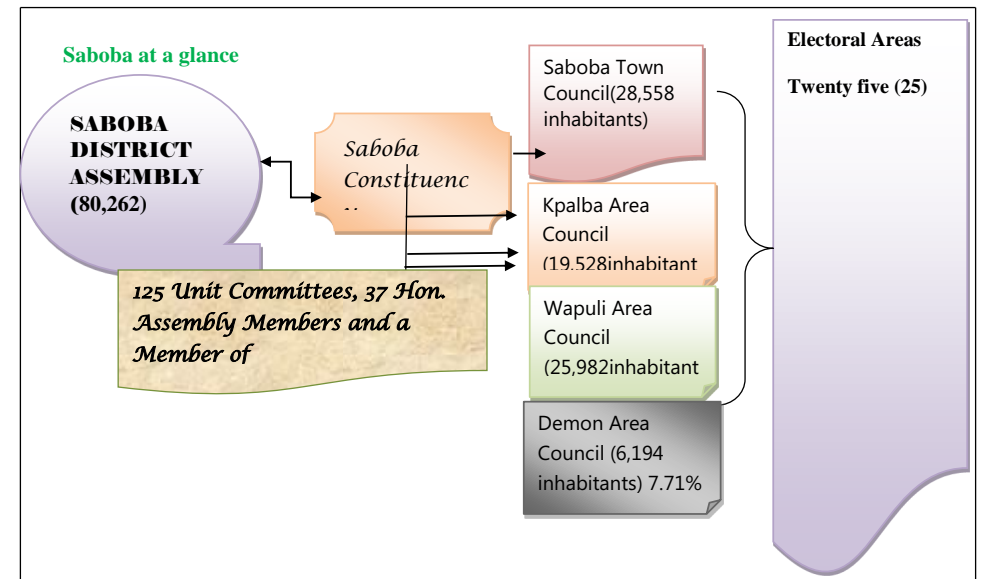 Saboba at a glance
SABOBA
DISTRICT
ASSEMBLY
(80,262)
Saboba
Constituenc
125 Unit Committees, 37 Hon.
Assembly Members and a
Member of
Saboba Town
Council(28,558
inhabitants)
Kpalba Area
Council
(19,528inhabitant
Wapuli Area
Council
(25,982inhabitant
Demon Area
Council (6,194
inhabitants) 7.71%
Electoral Areas
Twenty five (25)